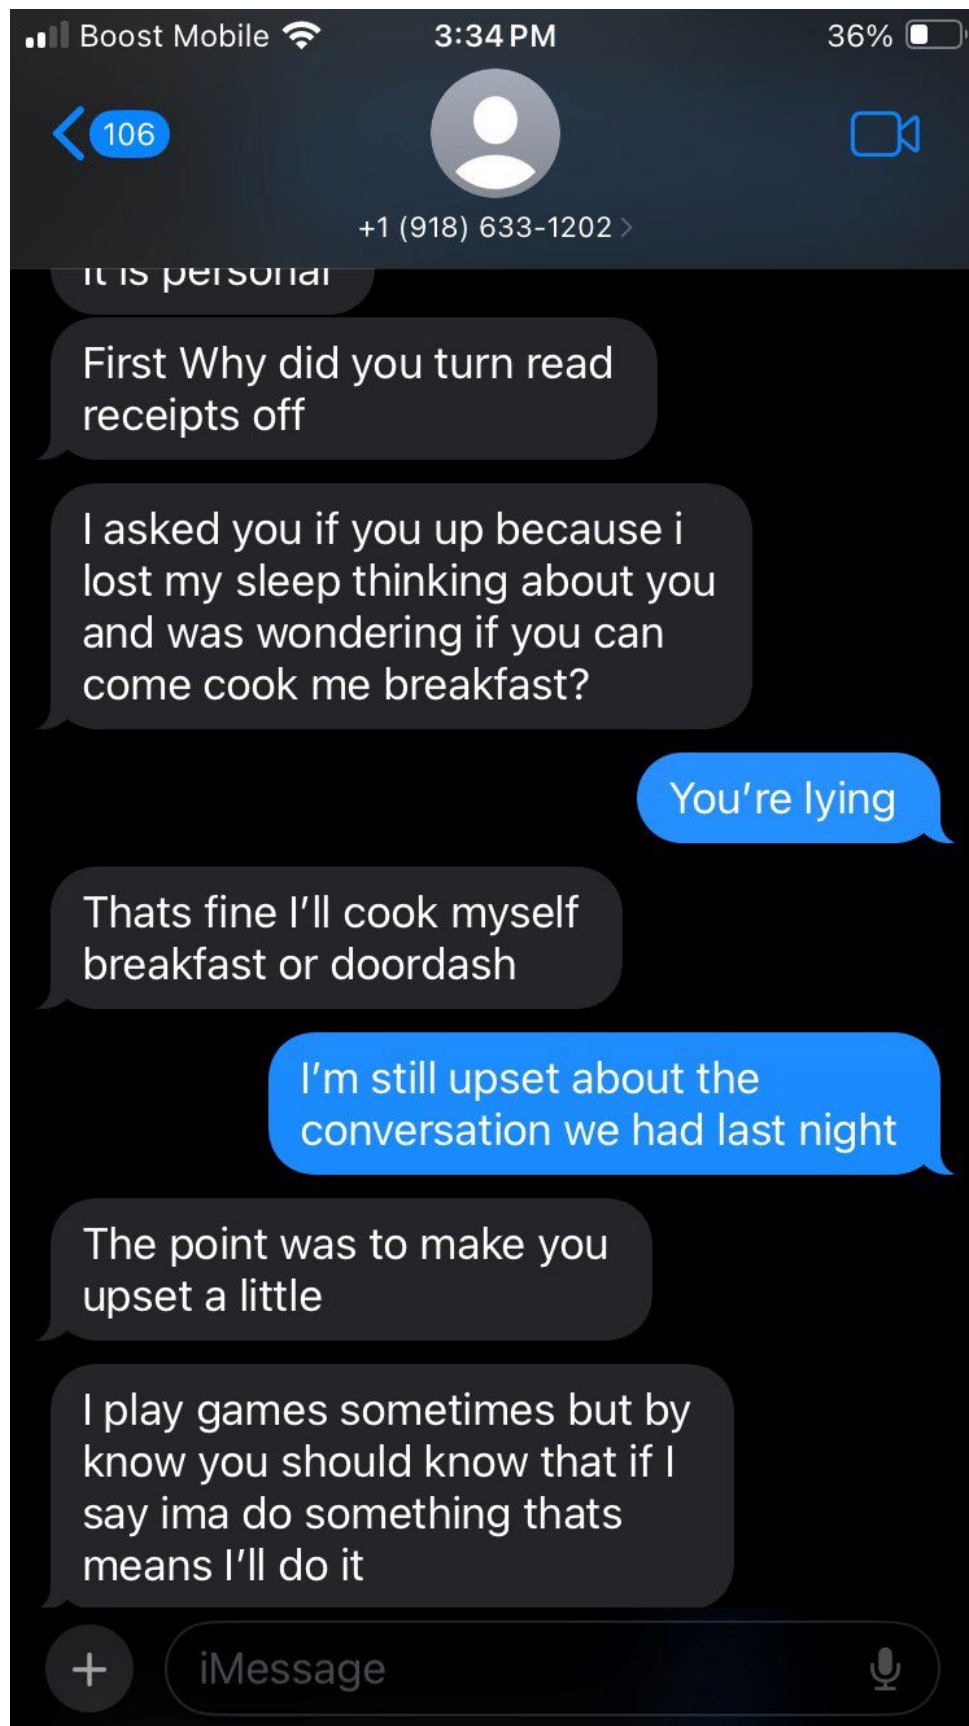 Boost Mobile 3:34 PM 36%
106
+1 (918) 633-1202
It is personal
First Why did you turn read
receipts off
I asked you if you up because i
lost my sleep thinking about you
and was wondering if you can
come cook me breakfast?
You're lying
Thats fine I'll cook myself
breakfast or doordash
I'm still upset about the
conversation we had last night
The point was to make you
upset a little
I play games sometimes but by
know you should know that if I
say ima do something thats
means I'll do it
iMessage